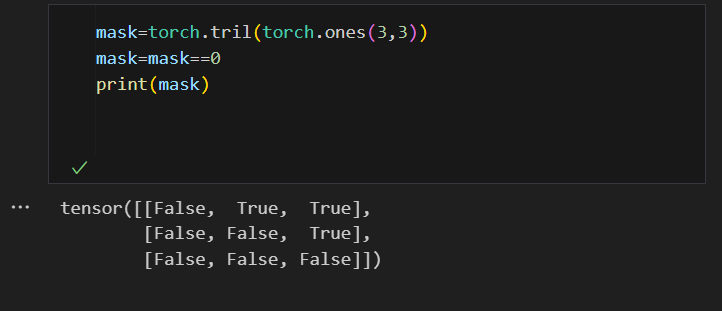 mask=torch.tril(torch.ones(3,3))
mask=mask==0
print(mask)
tensor([[False,  True,  True],
        [False, False,  True],
        [False, False, False]])